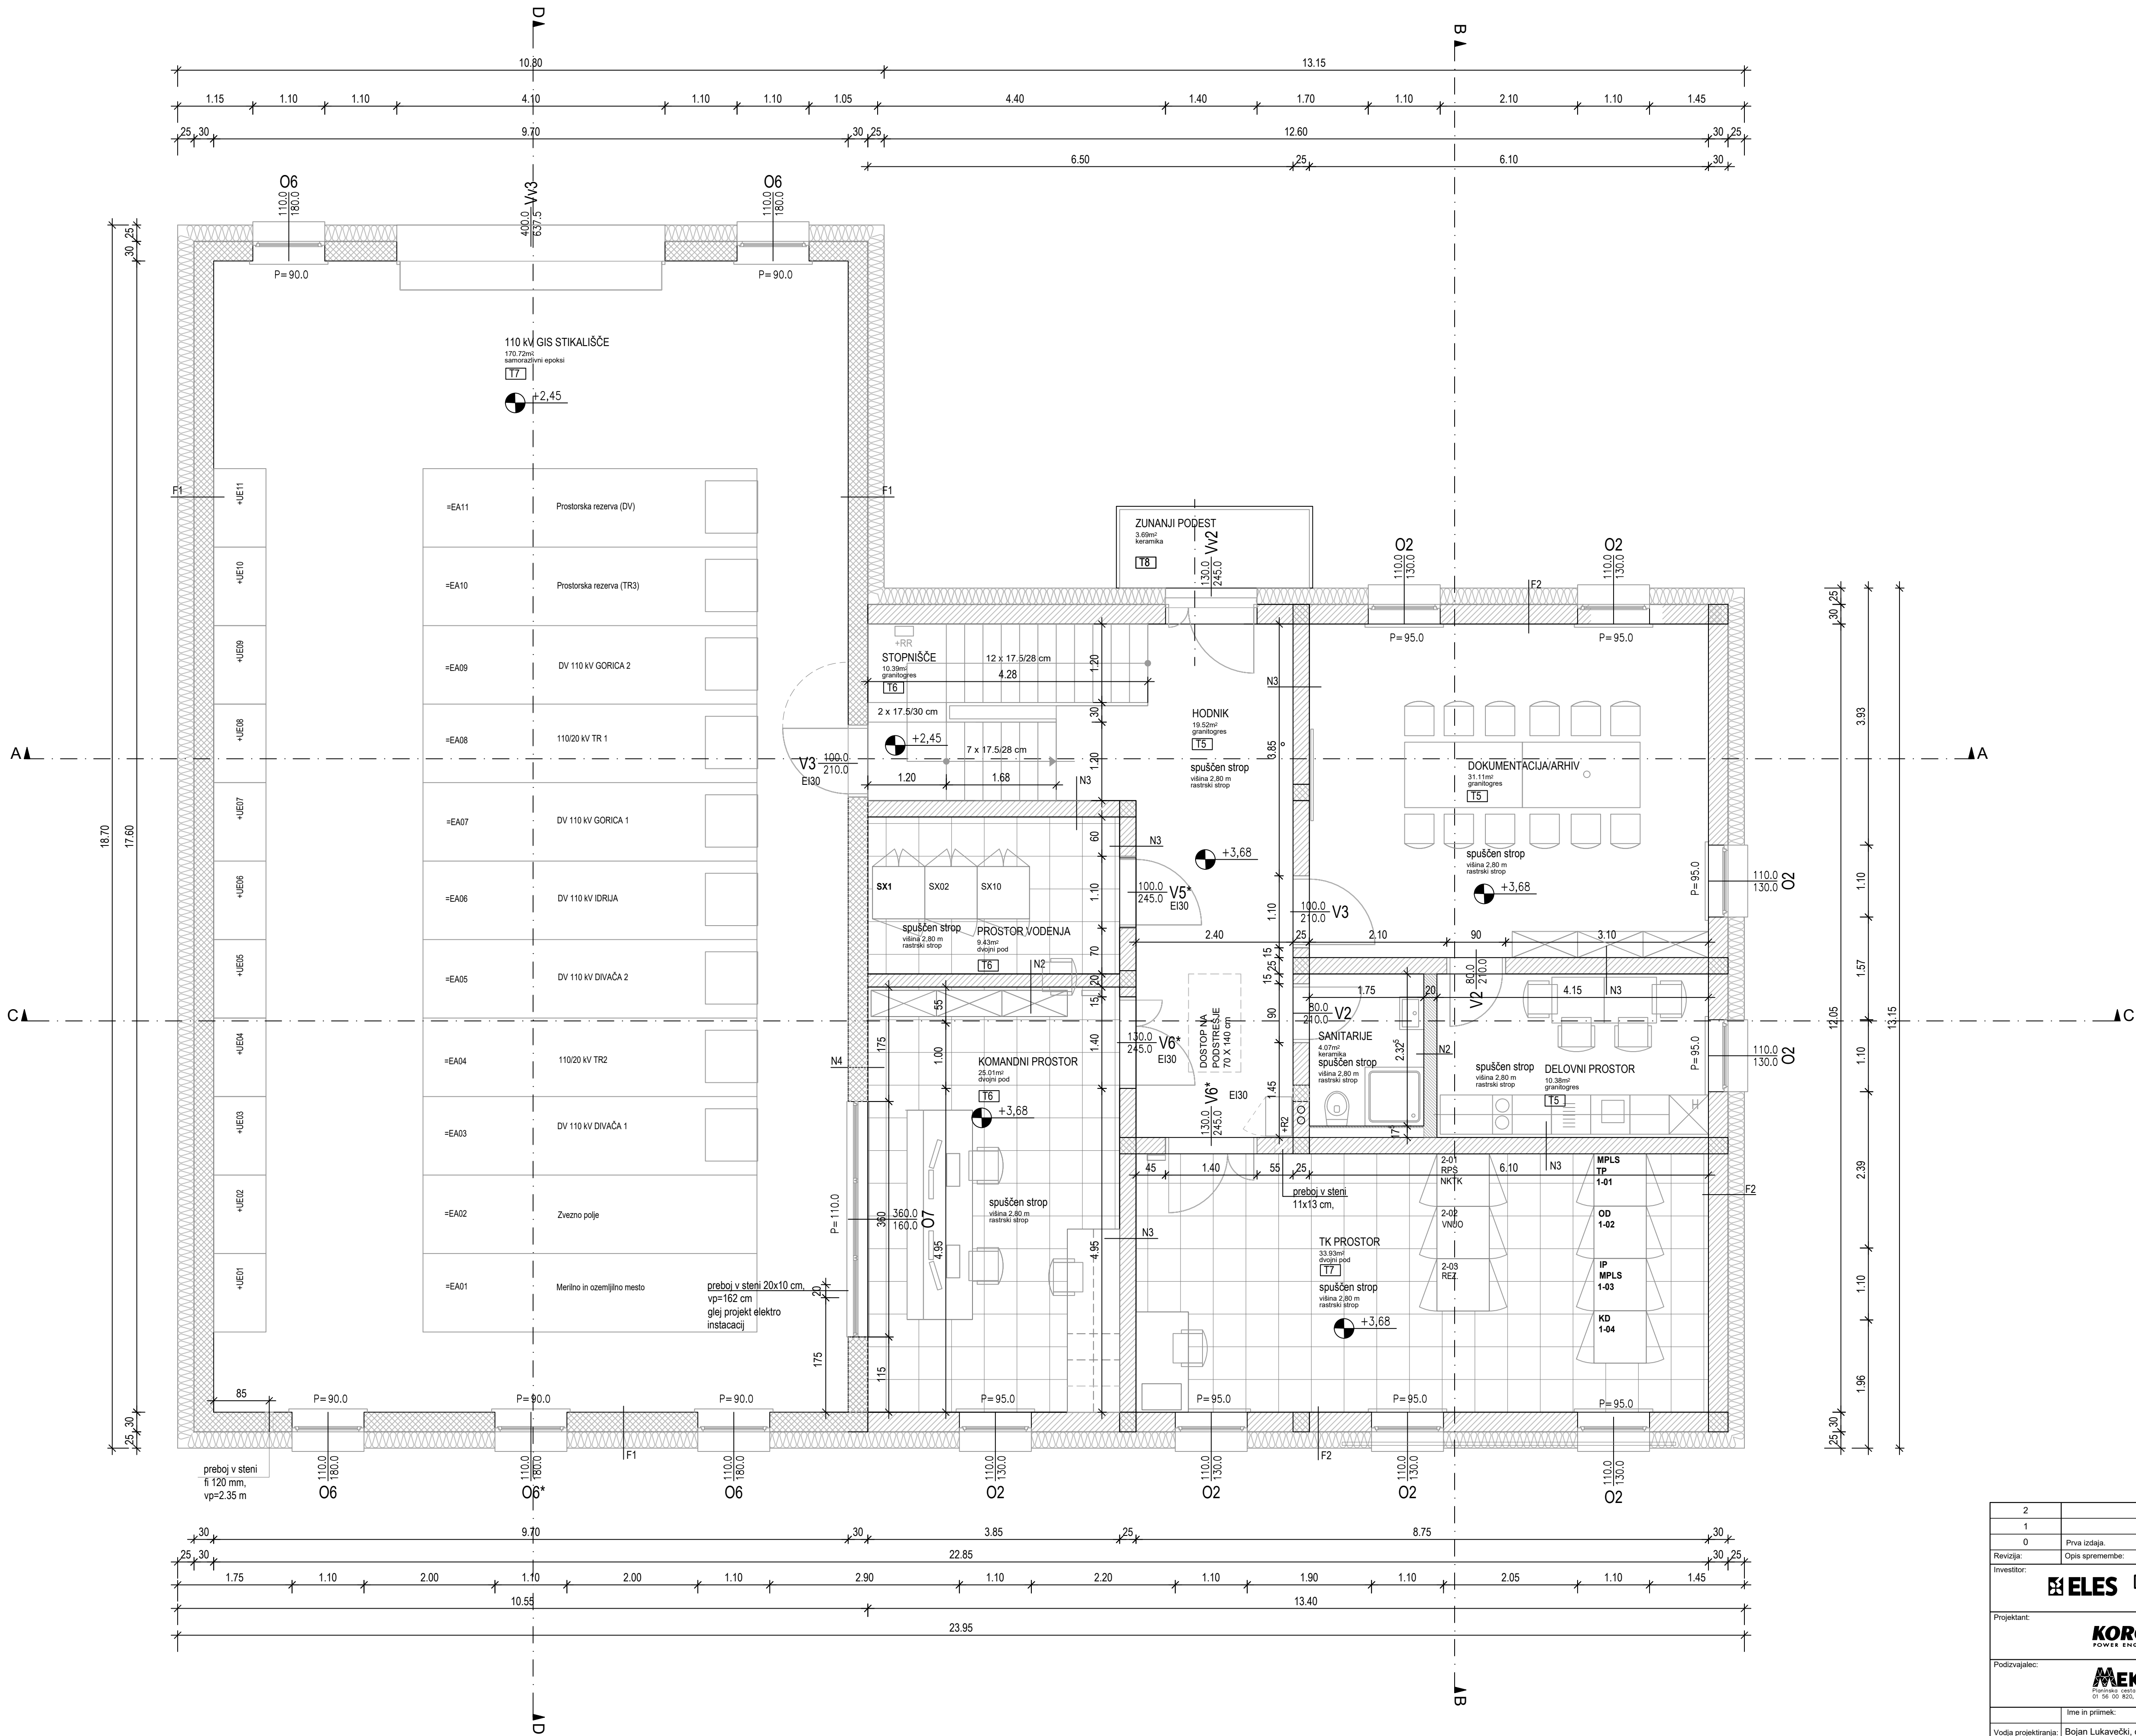 D
B
10.80
13.15
1.15
1.10
1.10
4.10
1.10
1.10
1.05
4.40
1.40
1.70
1.10
2.10
1.10
1.45
25
30
9.70
30
25
12.60
30
25
6.50
25
6.10
30
O6
110.0
180.0
Vv3
400.0
637.5
O6
110.0
180.0
P=90.0
P=90.0
25
30
18.70
17.60
110 kV GIS STIKALIŠČE
170.72m²
samorazlivni epoksi
T7
+2,45
F1
F1
+UE11
=EA11
Prostorska rezerva (DV)
+UE10
=EA10
Prostorska rezerva (TR3)
+UE09
=EA09
DV 110 kV GORICA 2
+UE08
=EA08
110/20 kV TR 1
+UE07
=EA07
DV 110 kV GORICA 1
+UE06
=EA06
DV 110 kV IDRIJA
+UE05
=EA05
DV 110 kV DIVAČA 2
+UE04
=EA04
110/20 kV TR2
+UE03
=EA03
DV 110 kV DIVAČA 1
+UE02
=EA02
Zvezno polje
+UE01
=EA01
Merilno in ozemljilno mesto
ZUNANJI PODEST
3.69m²
keramika
T8
Vv2
130.0
245.0
O2
110.0
130.0
O2
110.0
130.0
F2
P=95.0
P=95.0
25
30
+RR
STOPNIŠČE
10.39m²
granitogres
T6
12 x 17.5/28 cm
4.28
2 x 17.5/30 cm
+2,45
7 x 17.5/28 cm
1.20
1.68
1.20
30
1.20
N3
V3
100.0
210.0
EI30
A
A
HODNIK
19.52m²
granitogres
T5
spuščen strop
višina 2,80 m
rastrski strop
+3,68
N3
3.85
DOKUMENTACIJA/ARHIV
31.11m²
granitogres
T5
spuščen strop
višina 2,80 m
rastrski strop
+3,68
3.93
P=95.0
110.0
130.0
O2
1.10
60
N3
1.10
100.0
245.0
V5*
EI30
70
1.10
100.0
210.0
V3
SX1
SX02
SX10
spuščen strop
višina 2,80 m
rastrski strop
PROSTOR VODENJA
9.43m²
dvojni pod
T6
N2
2.40
25
2.10
90
3.10
20
15
15
25
15
80.0
210.0
V2
1.57
1.75
20
4.15
N3
C
C
55
1.00
175
1.40
130.0
245.0
V6*
EI30
DOSTOP NA
PODSTREŠJE
70 X 140 cm
90
80.0
210.0
V2
SANITARIJE
4.07m²
keramika
spuščen strop
višina 2,80 m
rastrski strop
2.32⁵
N2
12.05
13.15
P=95.0
110.0
130.0
O2
1.10
N4
KOMANDNI PROSTOR
25.01m²
dvojni pod
T6
+3,68
spuščen strop
višina 2,80 m
rastrski strop
DELOVNI PROSTOR
10.38m²
granitogres
T5
H
V6*
130.0
245.0
EI30
1.45
+R2
17⁵
45
1.40
55
25
6.10
N3
preboj v steni
11x13 cm,
2-01
RPS
NKTK
MPLS
TP
1-01
2.39
F2
P=110.0
360
360.0
160.0
O7
4.95
4.95
spuščen strop
višina 2,80 m
rastrski strop
N3
2-02
VNUO
OD
1-02
TK PROSTOR
33.93m²
dvojni pod
T7
spuščen strop
višina 2,80 m
rastrski strop
+3,68
2-03
REZ.
IP
MPLS
1-03
1.10
KD
1-04
preboj v steni 20x10 cm,
vp=162 cm
glej projekt elektro
instacacij
20
175
115
1.96
85
P=90.0
P=90.0
P=90.0
P=95.0
P=95.0
P=95.0
P=95.0
30
25
30
25
preboj v steni
fi 120 mm,
vp=2.35 m
F1
F2
110.0
180.0
O6
110.0
180.0
O6*
110.0
180.0
O6
110.0
130.0
O2
110.0
130.0
O2
110.0
130.0
O2
110.0
130.0
O2
30
9.70
30
3.85
25
8.75
30
25
30
22.85
30
25
1.75
1.10
2.00
1.10
2.00
1.10
2.90
1.10
2.20
1.10
1.90
1.10
2.05
1.10
1.45
10.55
13.40
23.95
D
B
2
1
0
Prva izdaja.
Revizija:
Opis spremembe:
Investitor:
ELES
Projektant:
POWER
Podizvajalec:
Planinska cesta
01 56 00 820,
Ime in priimek:
Vodja projektiranja:
Bojan Lukavečki,